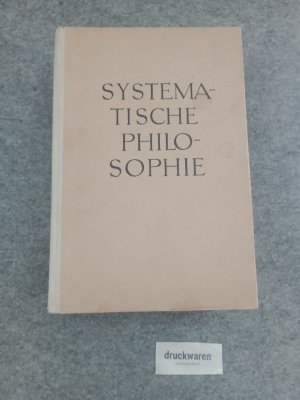 SYSTEMA-
TISCHE
PHILO-
SOPHIE
druckwaren